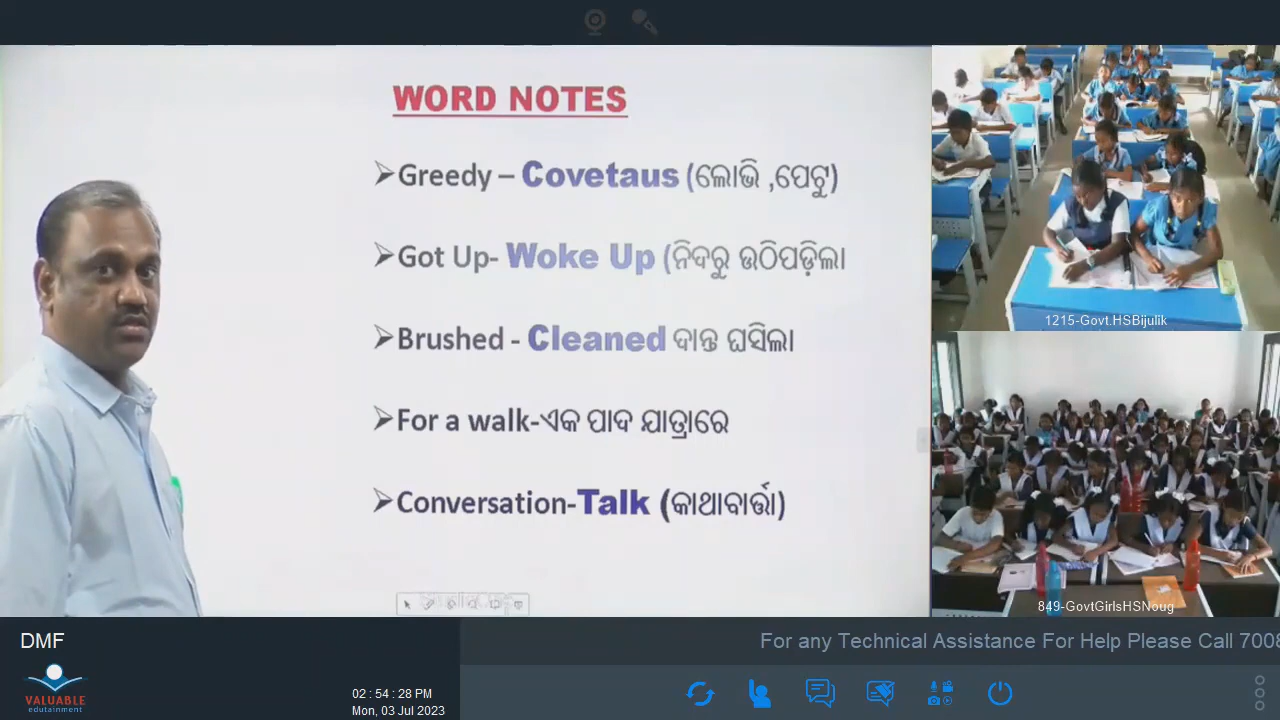 WORD NOTES
➢Greedy – Covetaus (ଲୋଭି ,ପେଟୁ)
➢Got Up- Woke Up (ନିଦରୁ ଉଠିପଡ଼ିଲା
➢Brushed - Cleaned ଦାନ୍ତ ଘସିଲା
➢For a walk-ଏକ ପାଦ ଯାତ୍ରାରେ
➢Conversation-Talk (କାଥାବାର୍ତ୍ତା)
1215-Govt.HSBijulik
849-GovtGirlsHSNoug
DMF
For any Technical Assistance For Help Please Call 7008
VALUABLE
edutainment
02 : 54 : 28 PM
Mon, 03 Jul 2023